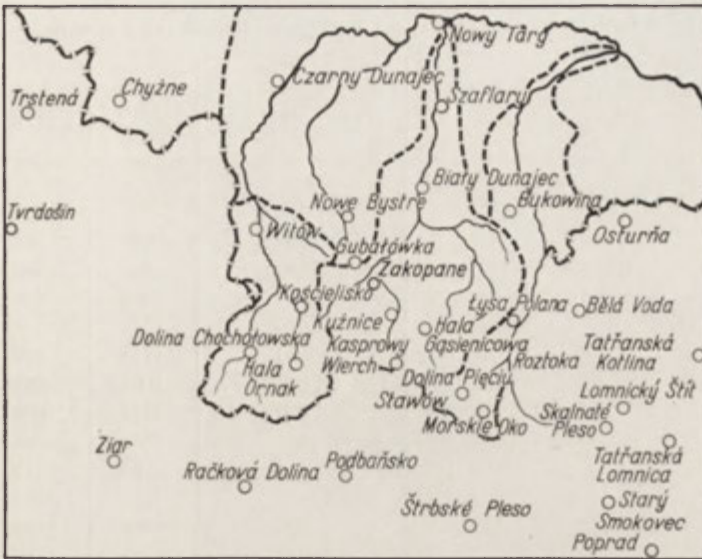 Nowy Targ
Chyżne
Czarny Dunajec
Trstená
Szaflary
Biały Dunajec
Nowe Bystre
Bukowina
Tvrdošin
Witów
Osturňa
Gubałówka
Zakopane
Kościelisko
Łysa Polana
Bělá Voda
Kuźnice
Hala
Gąsienicowa
Dolina Chochołowska
Kasprowy
Wierch
Tatřanská
Kotlina
Roztoka
Hala
Ornak
Dolina Pięciu
Stawów
Lomnický Štít
Skalnaté
Pleso
Morskie Oko
Ziar
Podbaňsko
Račková Dolina
Tatřanská
Lomnica
Štrbské Pleso
Starý
Smokovec
Poprad